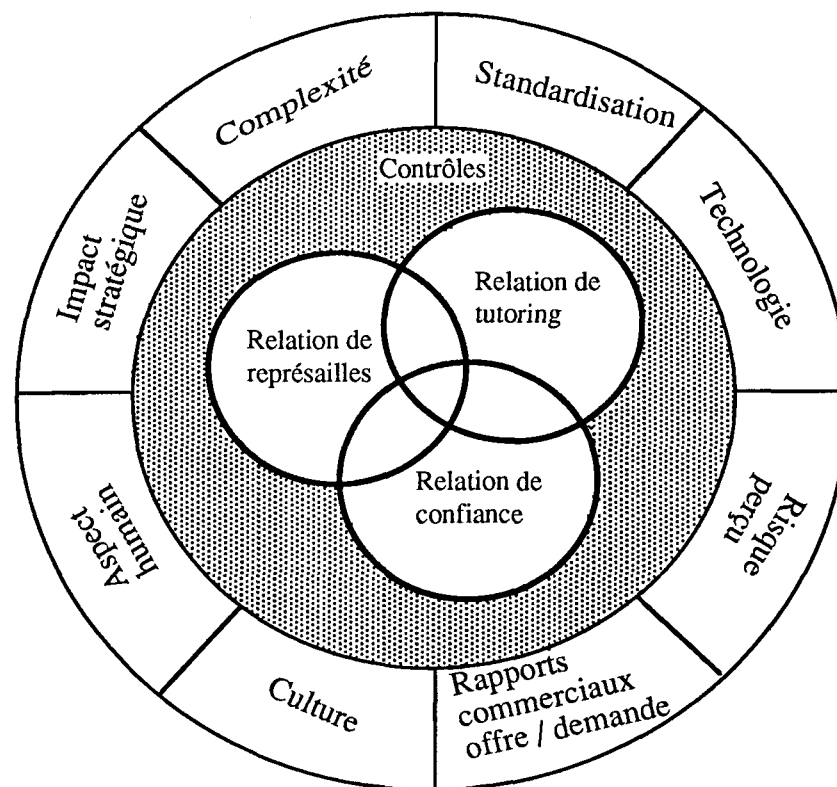 Complexité
Standardisation
Contrôles
Impact
stratégique
Technologie
Relation de
tutoring
Relation de
représailles
Relation de
confiance
Aspect
humain
Risque
perçu
Culture
Rapports
commerciaux
offre / demande